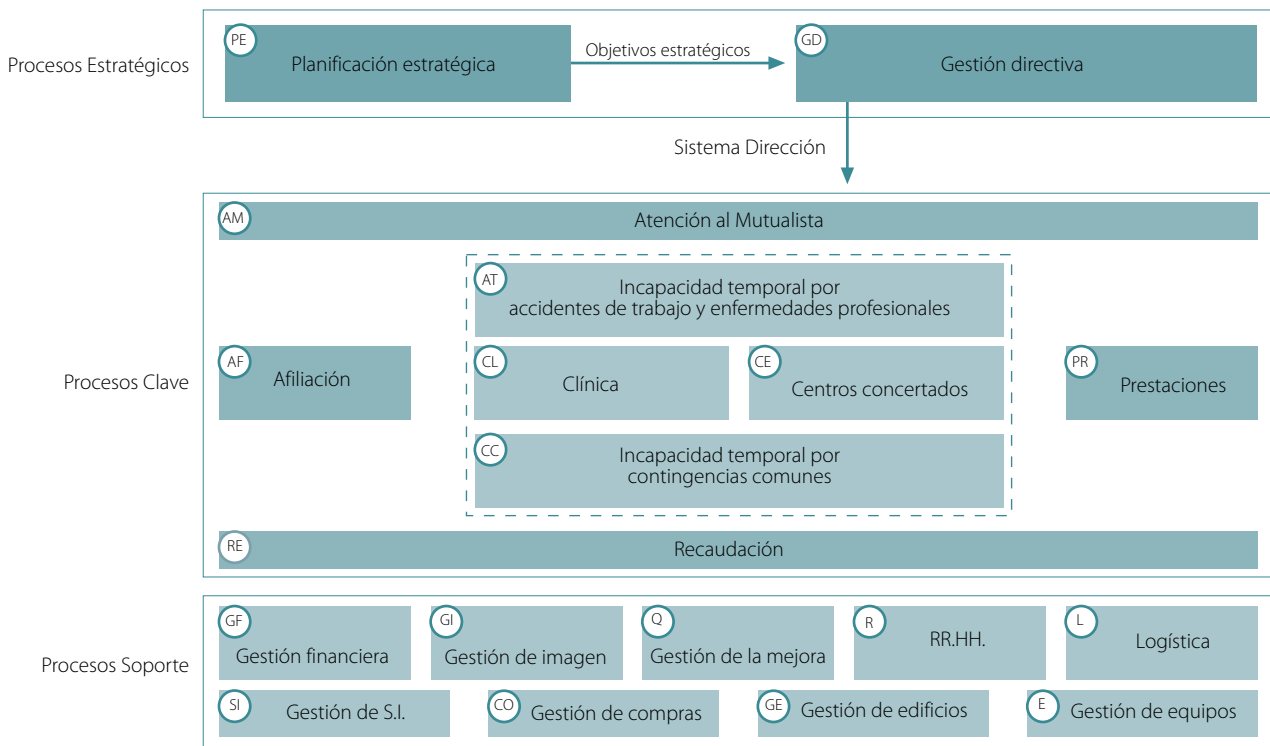 Procesos Estratégicos
PE
Planificación estratégica
Objetivos estratégicos
GD
Gestión directiva
Sistema Dirección
Procesos Clave
AM
Atención al Mutualista
AT
Incapacidad temporal por
accidentes de trabajo y enfermedades profesionales
AF
Afiliación
CL
Clínica
CE
Centros concertados
PR
Prestaciones
CC
Incapacidad temporal por
contingencias comunes
RE
Recaudación
Procesos Soporte
GF
Gestión financiera
GI
Gestión de imagen
Q
Gestión de la mejora
R
RR.HH.
L
Logística
SI
Gestión de S.I.
CO
Gestión de compras
GE
Gestión de edificios
E
Gestión de equipos